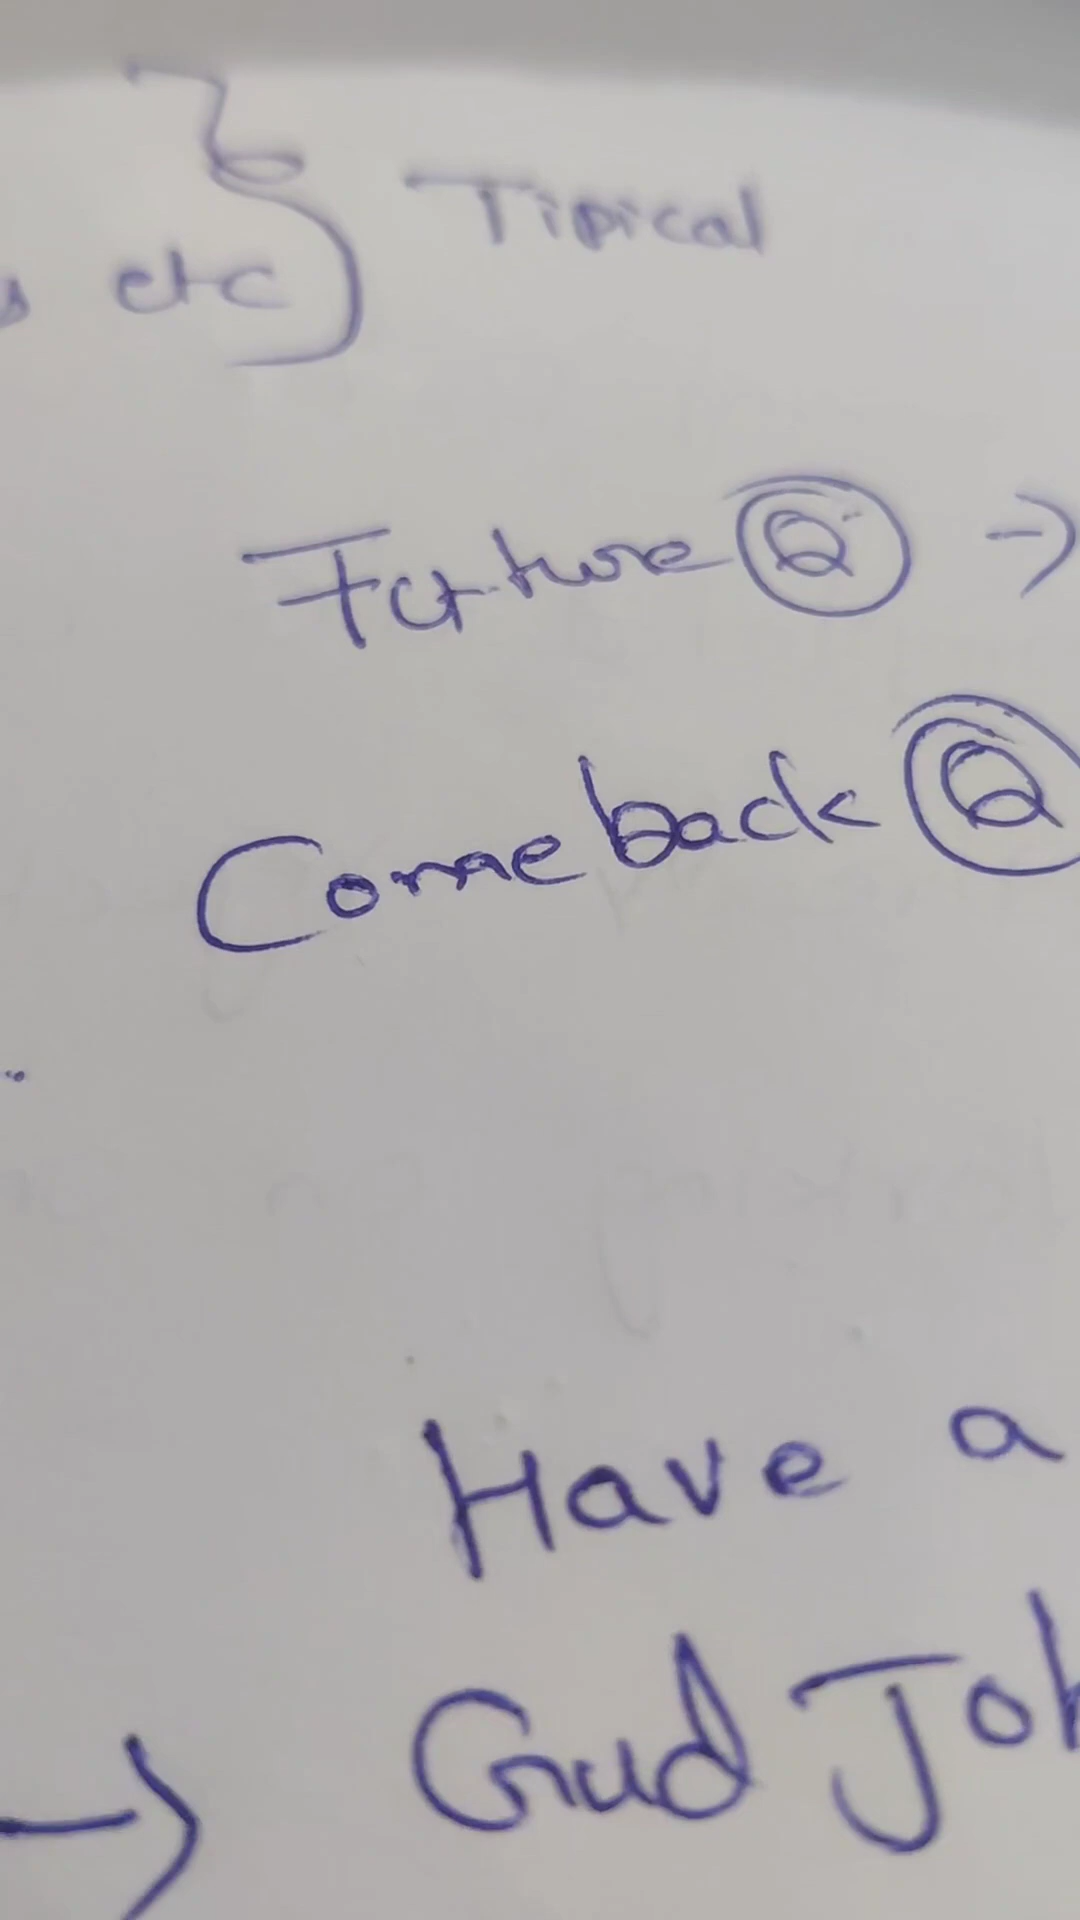 Tipical
etc
Future Q →
Comeback Q
Have a
Gud Job
→